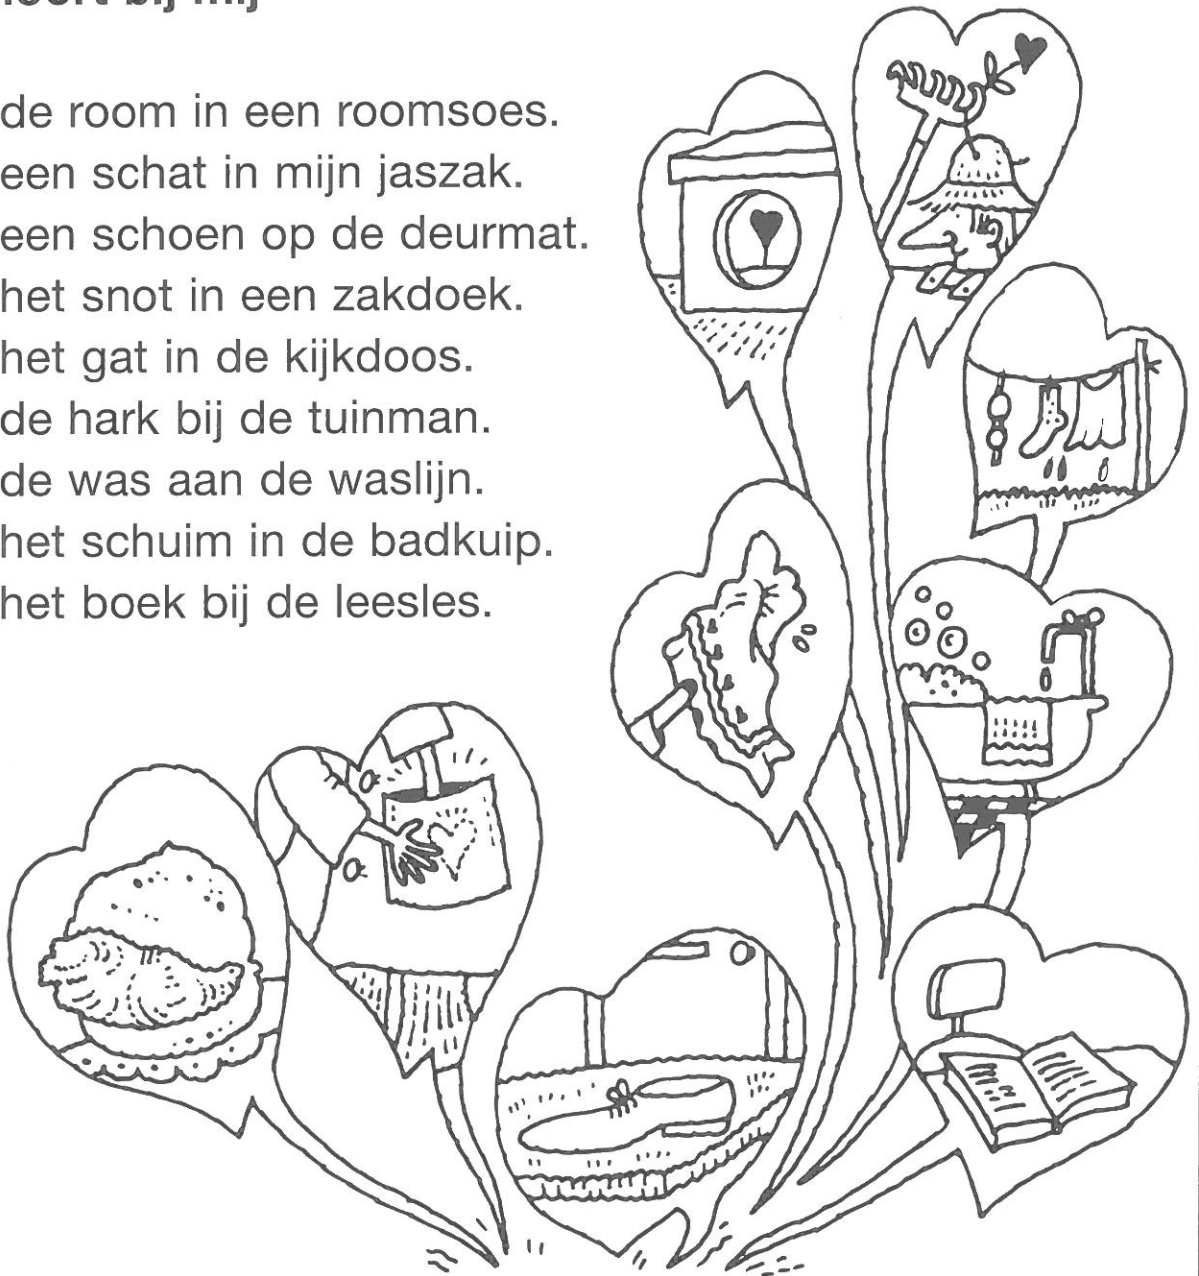 bij mij
de room in een roomsoes.
een schat in mijn jaszak.
een schoen op de deurmat.
het snot in een zakdoek.
het gat in de kijkdoos.
de hark bij de tuinman.
de was aan de waslijn.
het schuim in de badkuip.
het boek bij de leesles.